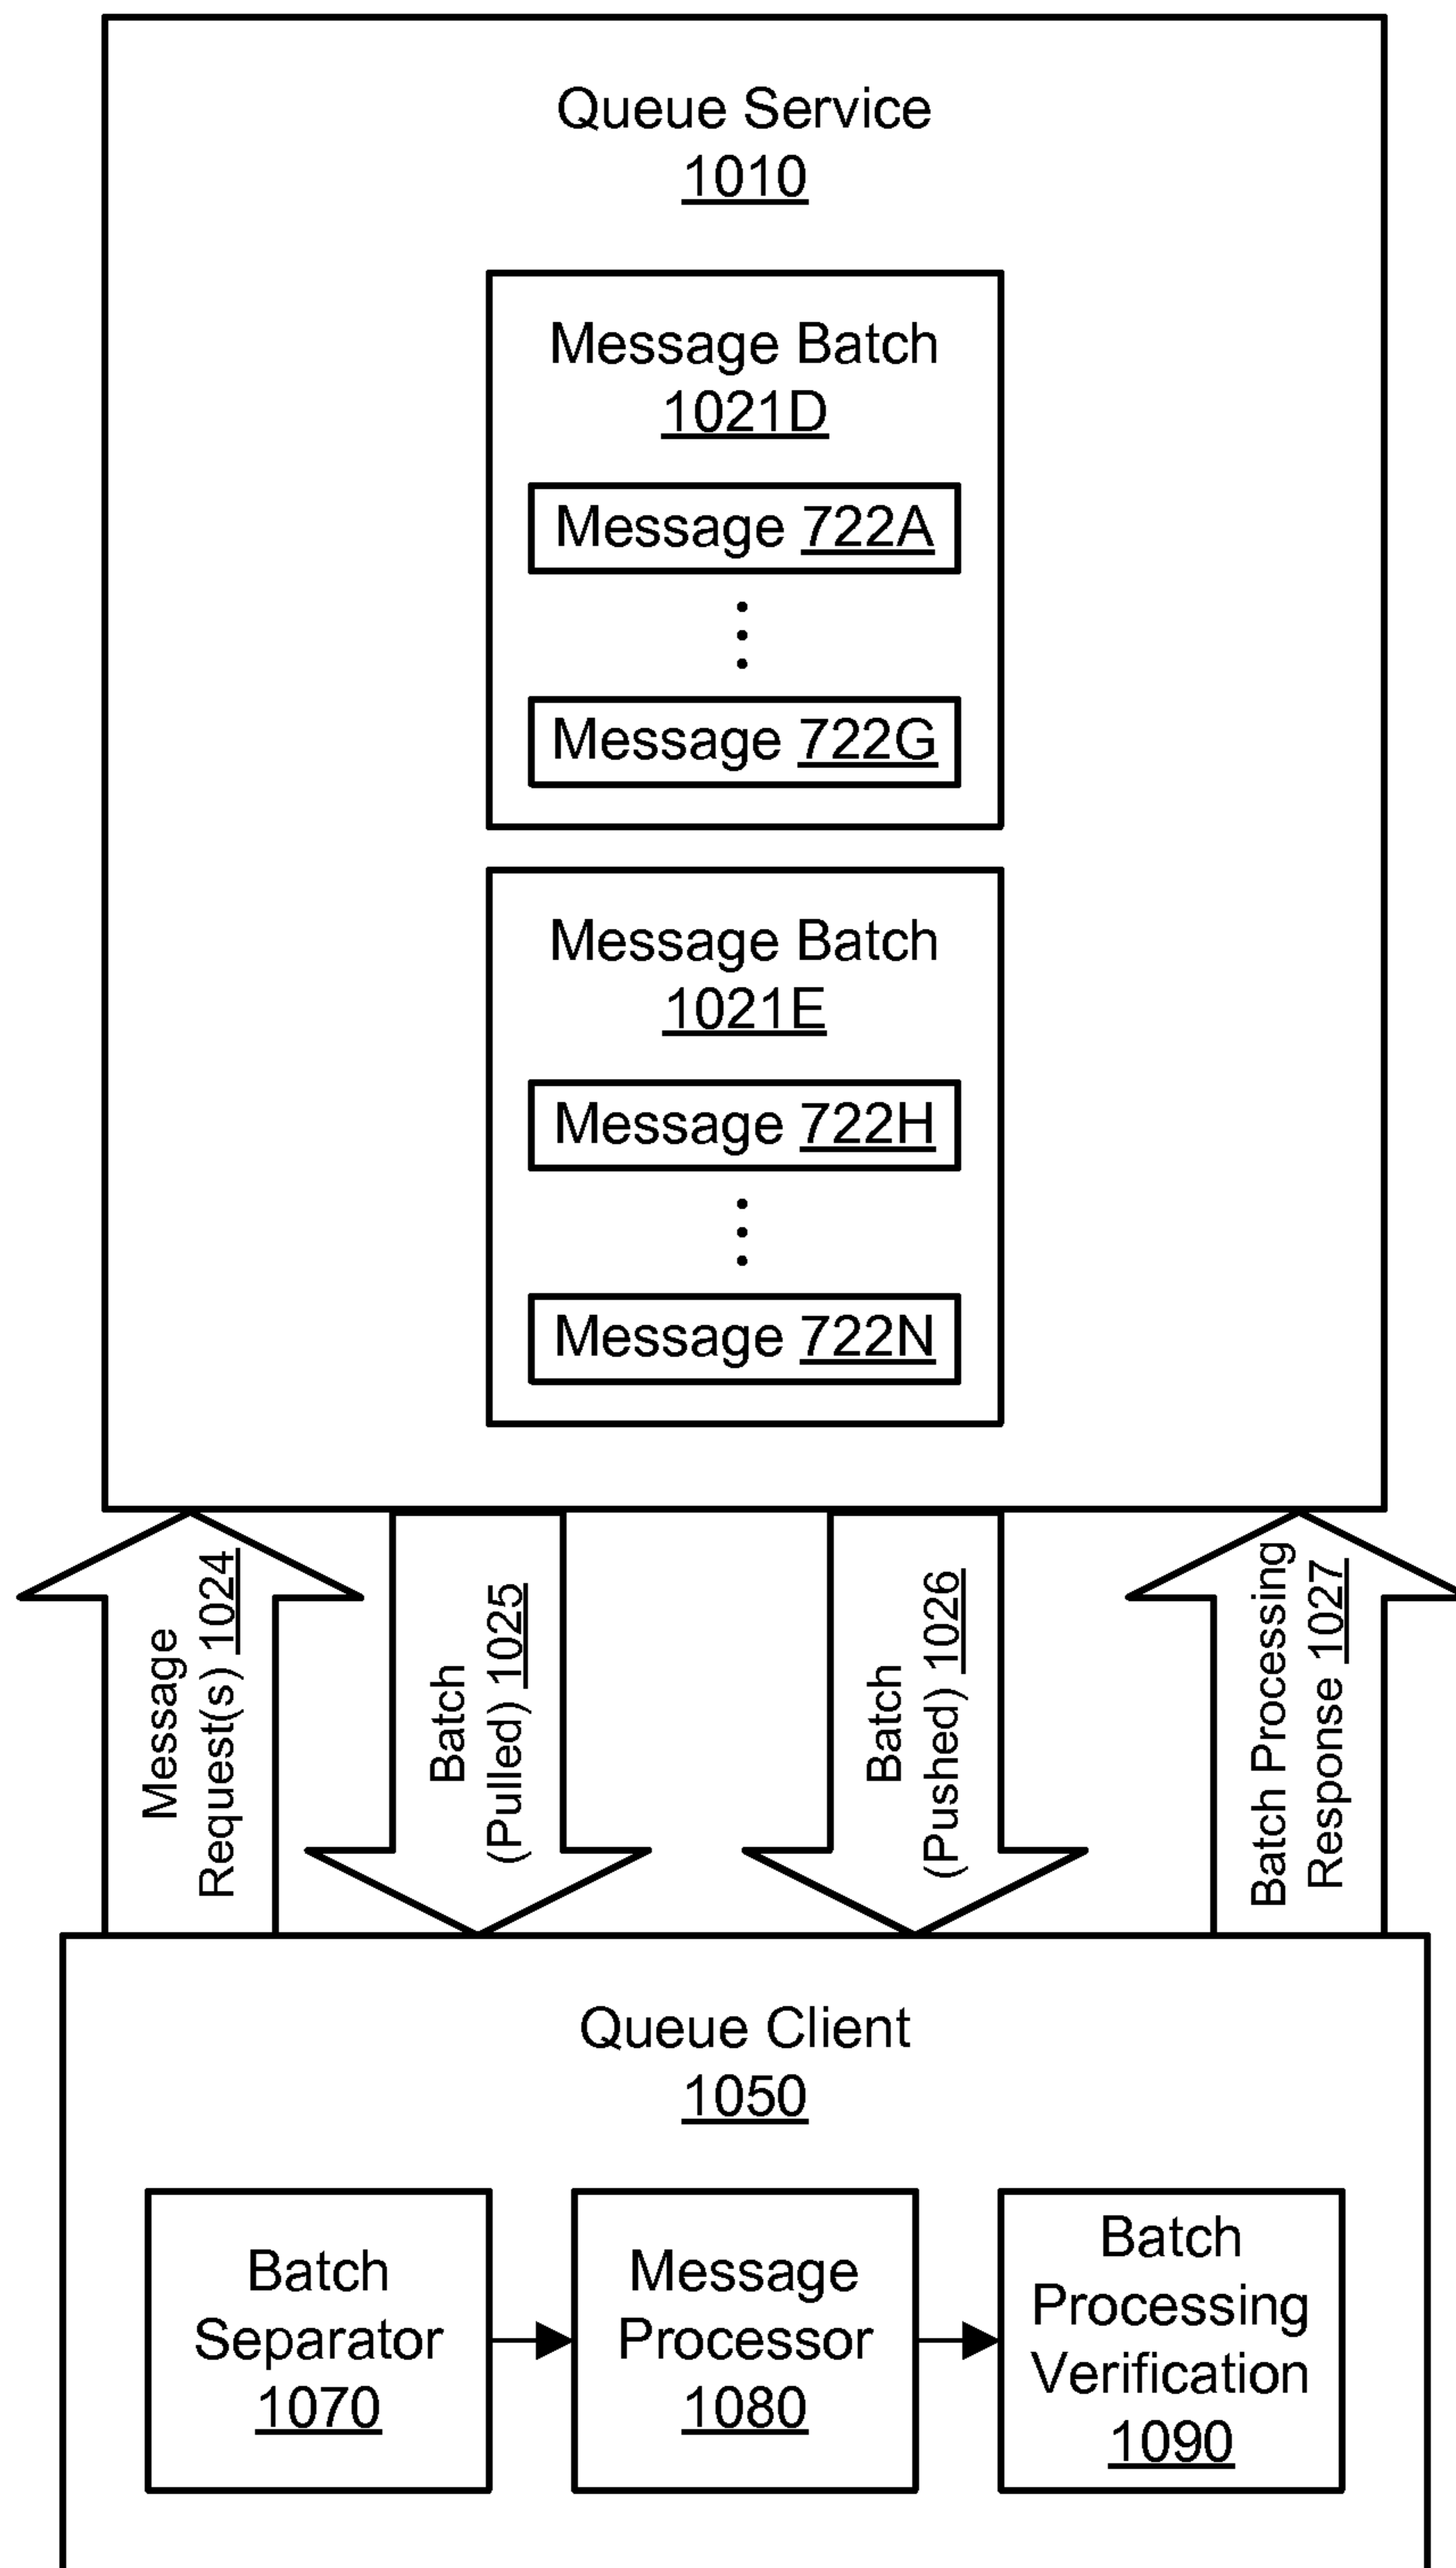 Queue Service
1010
Message Batch
1021D
Message 722A
Message 722G
Message Batch
1021E
Message 722H
Message 722N
Message
Request(s) 1024
Batch
(Pulled) 1025
Batch
(Pushed) 1026
Batch Processing
Response 1027
Queue Client
1050
Batch
Separator
1070
Message
Processor
1080
Batch
Processing
Verification
1090